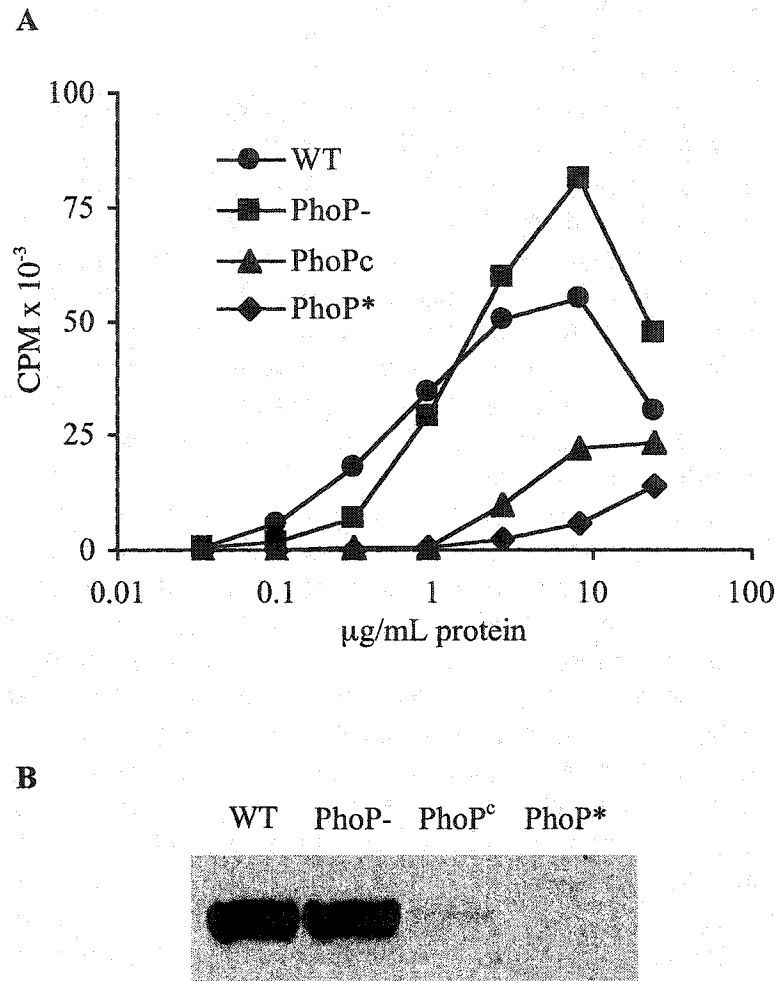 A
100
75
50
25
0
CPM x 10⁻³
WT
PhoP-
PhoPc
PhoP*
0.01 0.1 1 10 100
µg/mL protein
B
WT PhoP- PhoPᶜ PhoP*